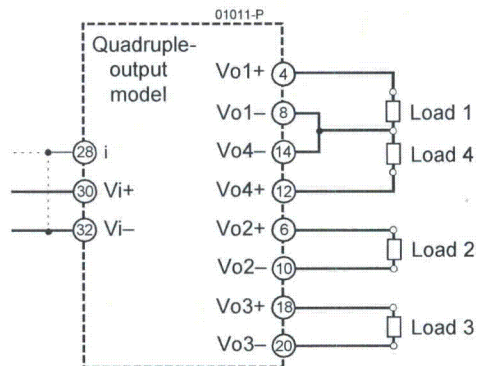 01011-P
Quadruple-
output
model
Vo1+ 4
Vo1– 8
Load 1
28 i
Vo4– 14
Load 4
30 Vi+
Vo4+ 12
32 Vi–
Vo2+ 6
Load 2
Vo2– 10
Vo3+ 18
Load 3
Vo3– 20